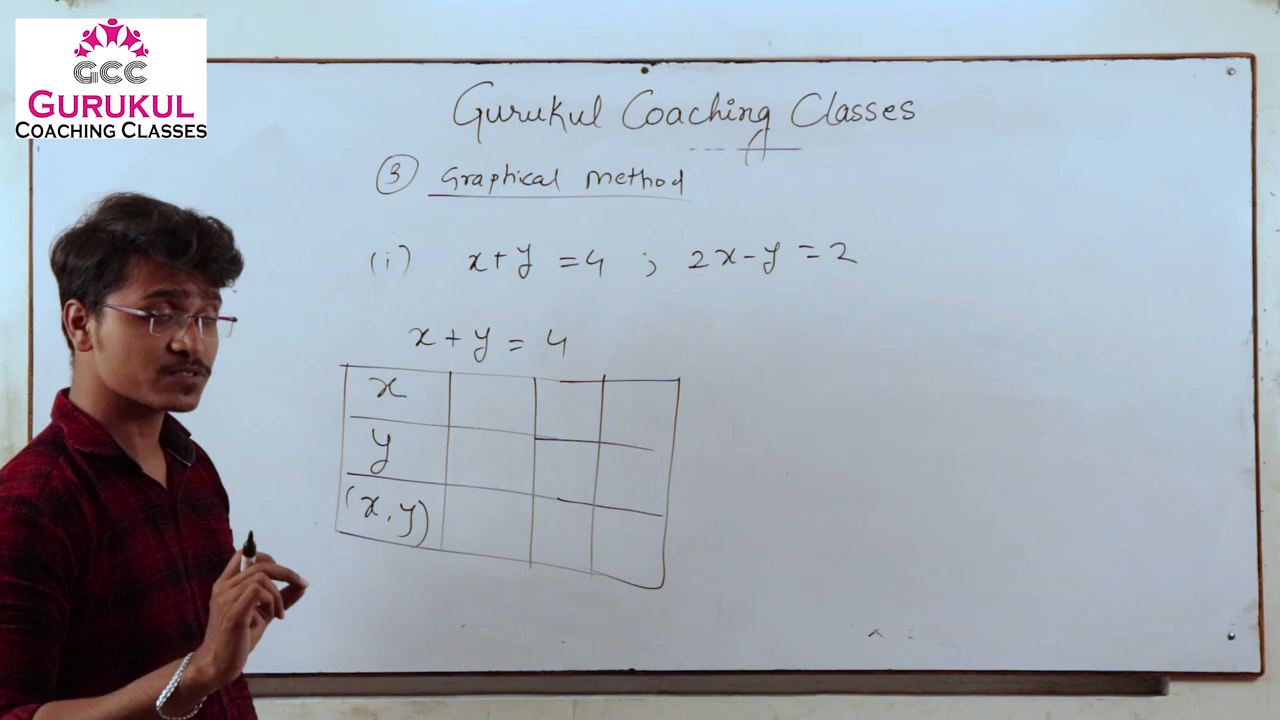 GCC
GURUKUL
COACHING CLASSES
Gurukul Coaching Classes
3 Graphical Method
(i) x+y=4 ; 2x-y=2
x+y=4
x
y
(x,y)